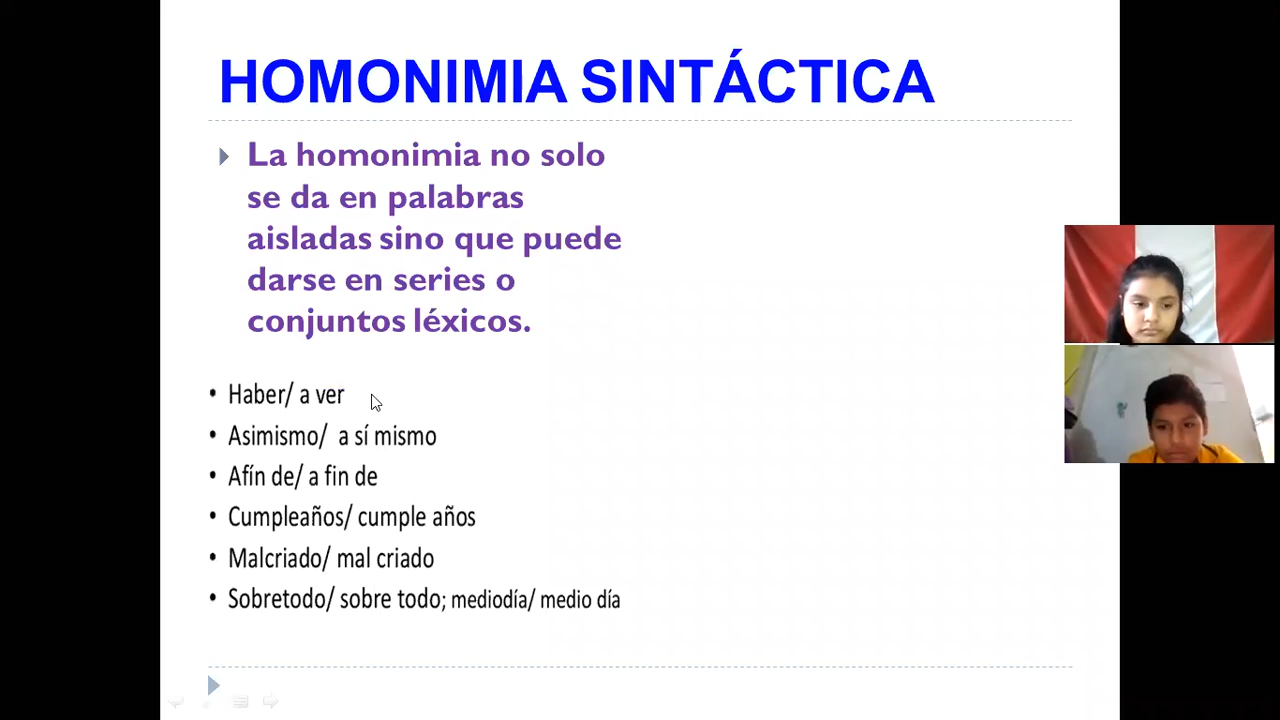 HOMONIMIA SINTÁCTICA
La homonimia no solo
se da en palabras
aisladas sino que puede
darse en series o
conjuntos léxicos.
• Haber/ a ver
• Asimismo/ a sí mismo
• Afín de/ a fin de
• Cumpleaños/ cumple años
• Malcriado/ mal criado
• Sobretodo/ sobre todo; mediodía/ medio día